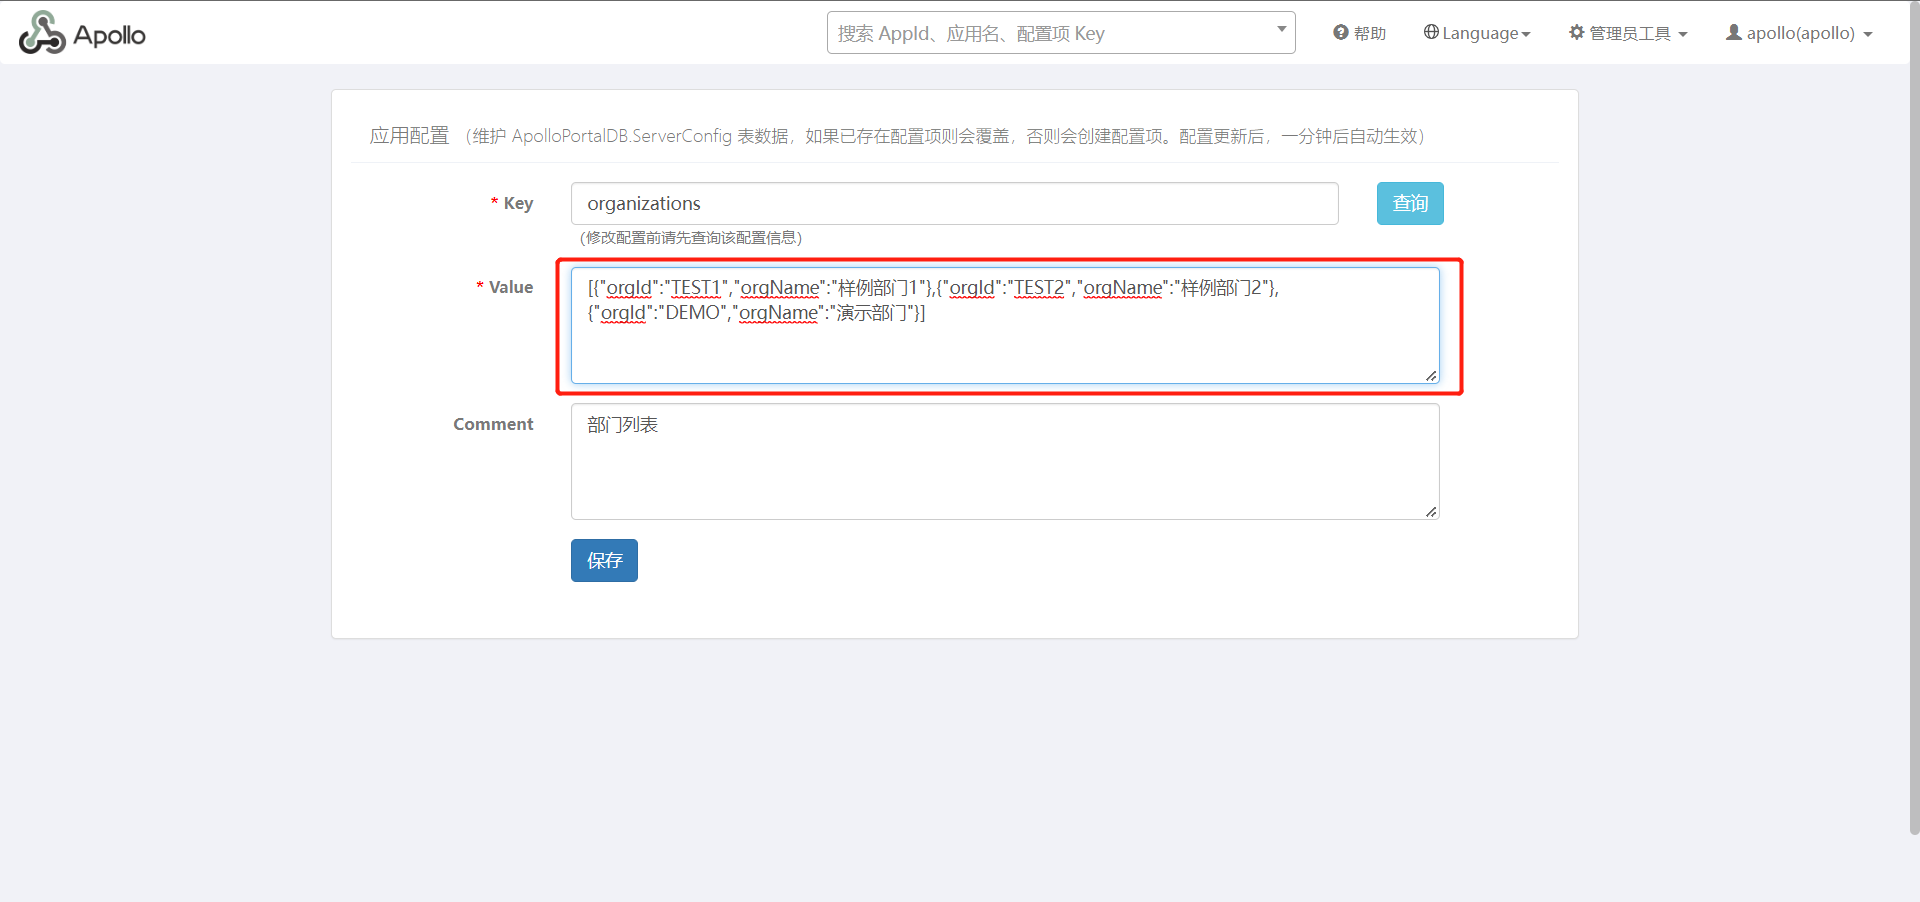 Apollo
搜索 AppId、应用名、配置项 Key
帮助
Language
管理员工具
apollo(apollo)
应用配置 （维护 ApolloPortalDB.ServerConfig 表数据，如果已存在配置项则会覆盖，否则会创建配置项。配置更新后，一分钟后自动生效）
* Key
organizations
查询
(修改配置前请先查询该配置信息)
* Value
[{"orgId":"TEST1","orgName":"样例部门1"},{"orgId":"TEST2","orgName":"样例部门2"},
{"orgId":"DEMO","orgName":"演示部门"}]
Comment
部门列表
保存